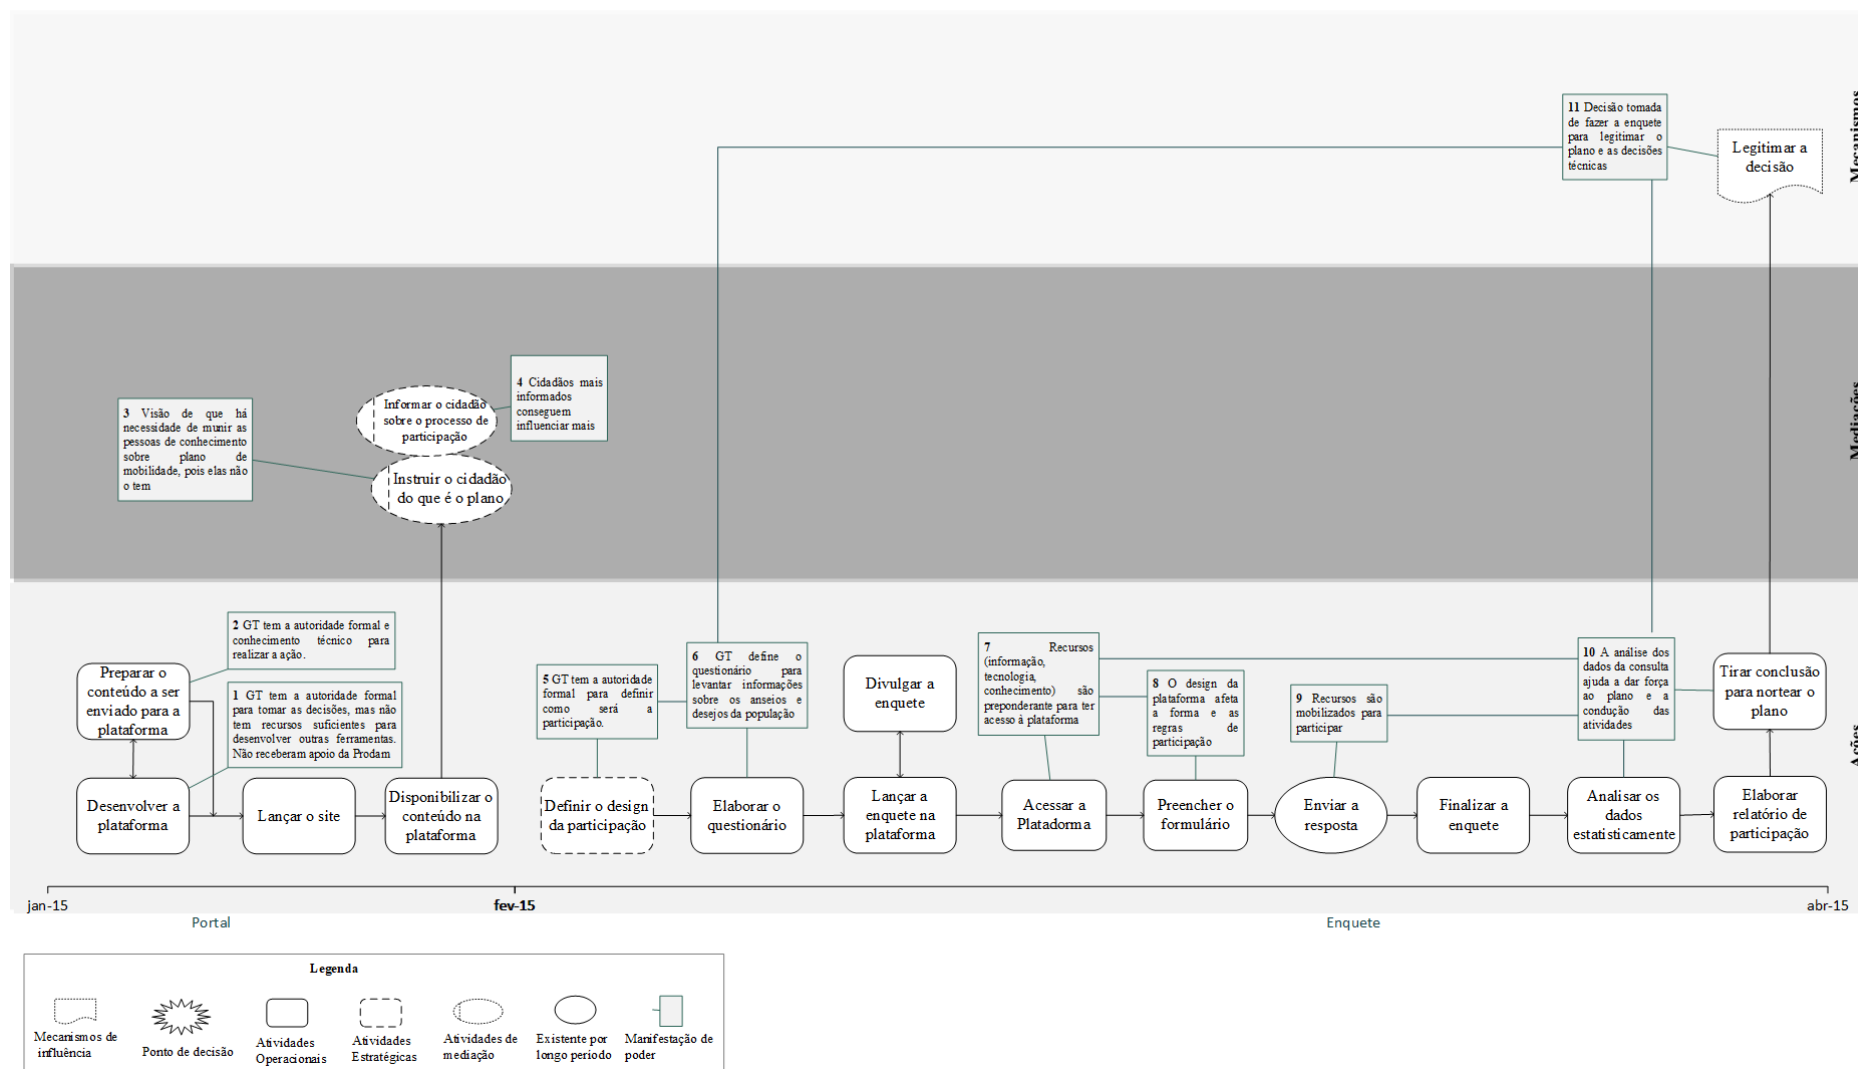 11 Decisão tomada
de fazer a enquete
para legitimar o
plano e as decisões
técnicas
Legitimar a
decisão
Mecanismos
4 Cidadãos mais
informados
conseguem
influenciar mais
Informar o cidadão
sobre o processo de
participação
3 Visão de que há
necessidade de munir as
pessoas de conhecimento
sobre plano de
mobilidade, pois elas não
o tem
Instruir o cidadão
do que é o plano
Mediações
2 GT tem a autoridade formal e
conhecimento técnico para
realizar a ação.
Preparar o
conteúdo a ser
enviado para a
plataforma
1 GT tem a autoridade formal
para tomar as decisões, mas não
tem recursos suficientes para
desenvolver outras ferramentas.
Não receberam apoio da Prodam
5 GT tem a autoridade
formal para definir
como será a
participação.
6 GT define o
questionário para
levantar informações
sobre os anseios e
desejos da população
Divulgar a
enquete
7 Recursos
(informação,
tecnologia,
conhecimento) são
preponderante para ter
acesso à plataforma
8 O design da
plataforma afeta
a forma e as
regras de
participação
9 Recursos são
mobilizados para
participar
10 A análise dos
dados da consulta
ajuda a dar força
ao plano e a
condução das
atividades
Tirar conclusão
para nortear o
plano
Ações
Desenvolver a
plataforma
Lançar o site
Disponibilizar o
conteúdo na
plataforma
Definir o design
da participação
Elaborar o
questionário
Lançar a
enquete na
plataforma
Acessar a
Platadorma
Preencher o
formulário
Enviar a
resposta
Finalizar a
enquete
Analisar os
dados
estatisticamente
Elaborar
relatório de
participação
jan-15
fev-15
abr-15
Portal
Enquete
Legenda
Mecanismos de
influência
Ponto de decisão
Atividades
Operacionais
Atividades
Estratégicas
Atividades de
mediação
Existente por
longo período
Manifestação de
poder